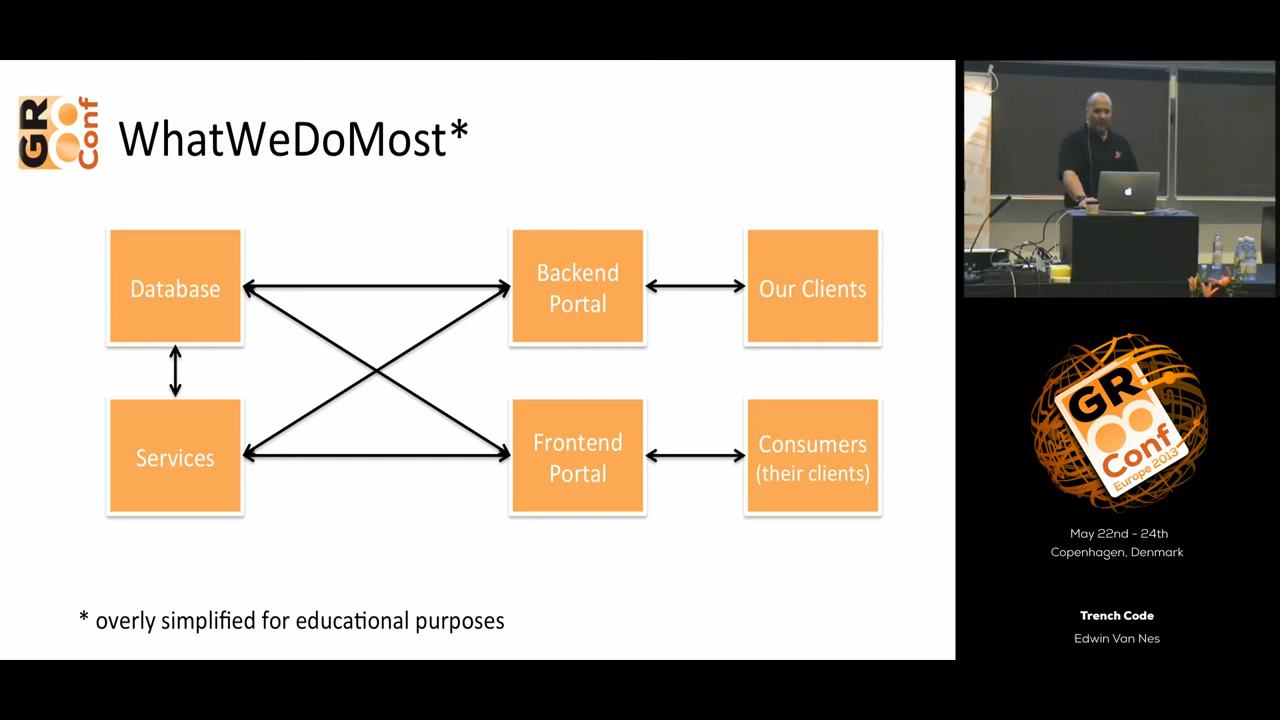 GR
Conf
WhatWeDoMost*
Database
Backend
Portal
Our Clients
Services
Frontend
Portal
Consumers
(their clients)
* overly simplified for educational purposes
GR
Conf
Europe 2013
May 22nd - 24th
Copenhagen, Denmark
Trench Code
Edwin Van Nes